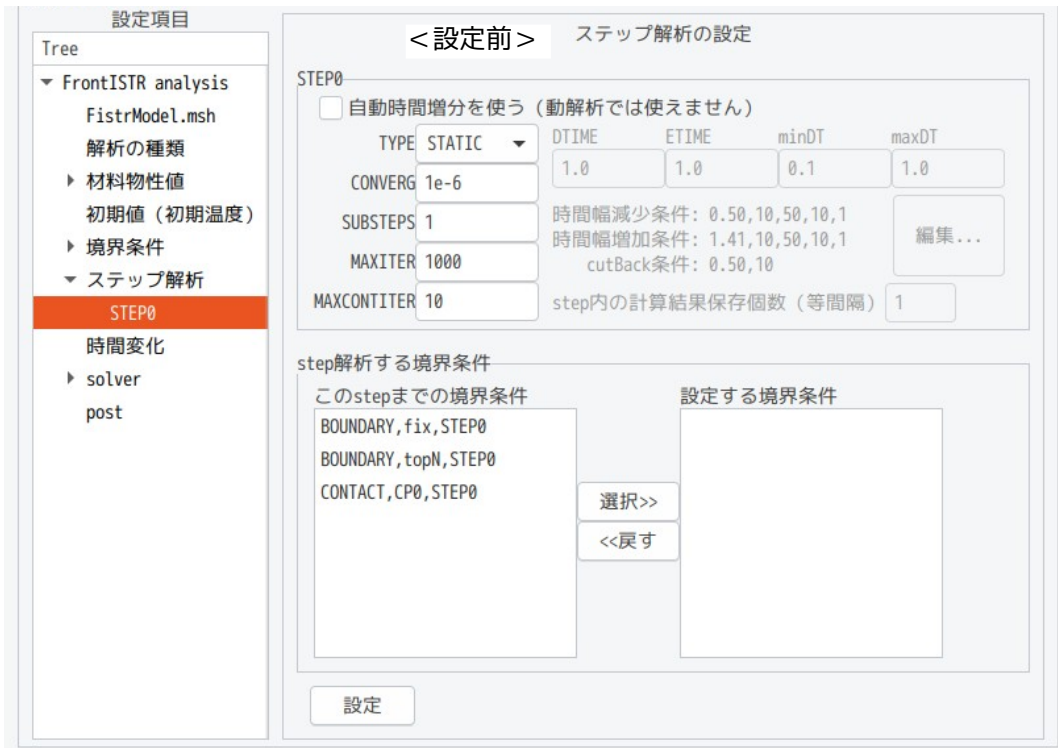 設定項目
Tree
FrontISTR analysis
FistrModel.msh
解析の種類
材料物性値
初期値（初期温度）
境界条件
ステップ解析
STEP0
時間変化
solver
post
＜設定前＞
ステップ解析の設定
STEP0
自動時間増分を使う（動解析では使えません）
TYPE STATIC
CONVERG 1e-6
SUBSTEPS 1
MAXITER 1000
MAXCONTITER 10
DTIME ETIME minDT maxDT
1.0 1.0 0.1 1.0
時間幅減少条件: 0.50,10,50,10,1
時間幅増加条件: 1.41,10,50,10,1
cutBack条件: 0.50,10
編集...
step内の計算結果保存個数（等間隔） 1
step解析する境界条件
このstepまでの境界条件
BOUNDARY,fix,STEP0
BOUNDARY,topN,STEP0
CONTACT,CP0,STEP0
選択>>
<<戻す
設定する境界条件
設定